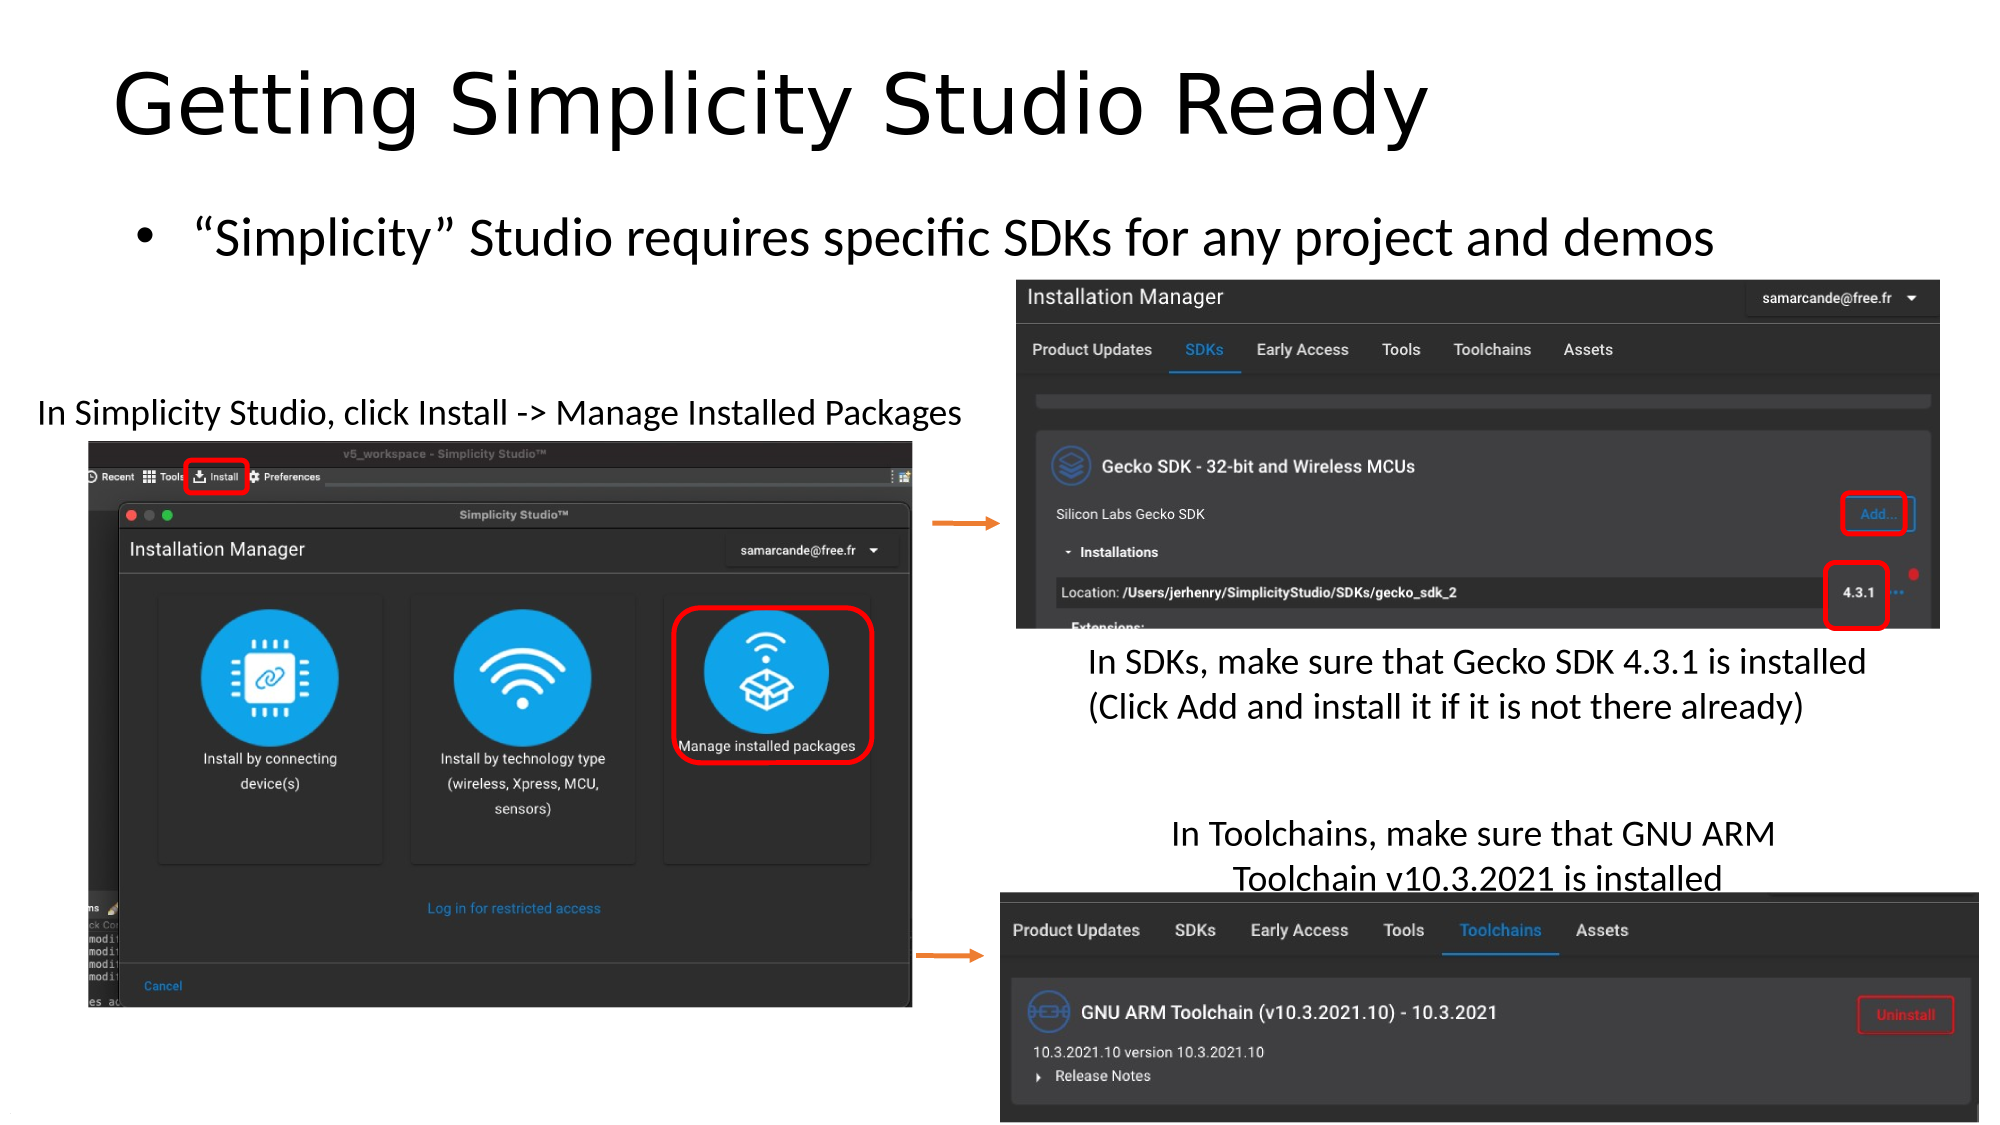 Getting Simplicity Studio Ready
• “Simplicity” Studio requires specific SDKs for any project and demos
In Simplicity Studio, click Install -> Manage Installed Packages
v5_workspace - Simplicity Studio™
Recent Tools Install Preferences
Simplicity Studio™
Installation Manager samarcande@free.fr
Install by connecting
device(s)
Install by technology type
(wireless, Xpress, MCU,
sensors)
Manage installed packages
Log in for restricted access
Cancel
Installation Manager samarcande@free.fr
Product Updates SDKs Early Access Tools Toolchains Assets
Gecko SDK - 32-bit and Wireless MCUs
Silicon Labs Gecko SDK Add...
Installations
Location: /Users/jerhenry/SimplicityStudio/SDKs/gecko_sdk_2 4.3.1
Extensions:
In SDKs, make sure that Gecko SDK 4.3.1 is installed
(Click Add and install it if it is not there already)
In Toolchains, make sure that GNU ARM
Toolchain v10.3.2021 is installed
Product Updates SDKs Early Access Tools Toolchains Assets
GNU ARM Toolchain (v10.3.2021.10) - 10.3.2021 Uninstall
10.3.2021.10 version 10.3.2021.10
Release Notes